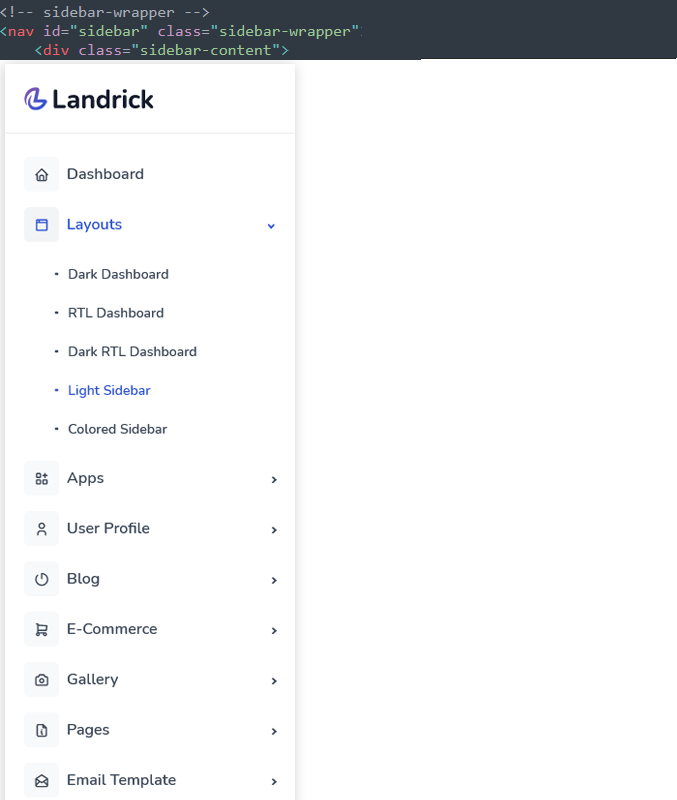 <!-- sidebar-wrapper -->
<nav id="sidebar" class="sidebar-wrapper"
<div class="sidebar-content">
Landrick
Dashboard
Layouts
Dark Dashboard
RTL Dashboard
Dark RTL Dashboard
Light Sidebar
Colored Sidebar
Apps
User Profile
Blog
E-Commerce
Gallery
Pages
Email Template